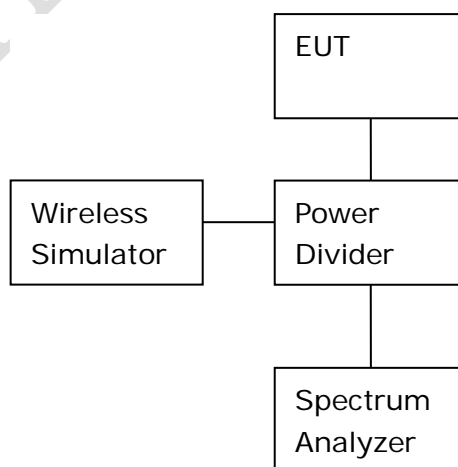 EUT
Wireless
Simulator
Power
Divider
Spectrum
Analyzer